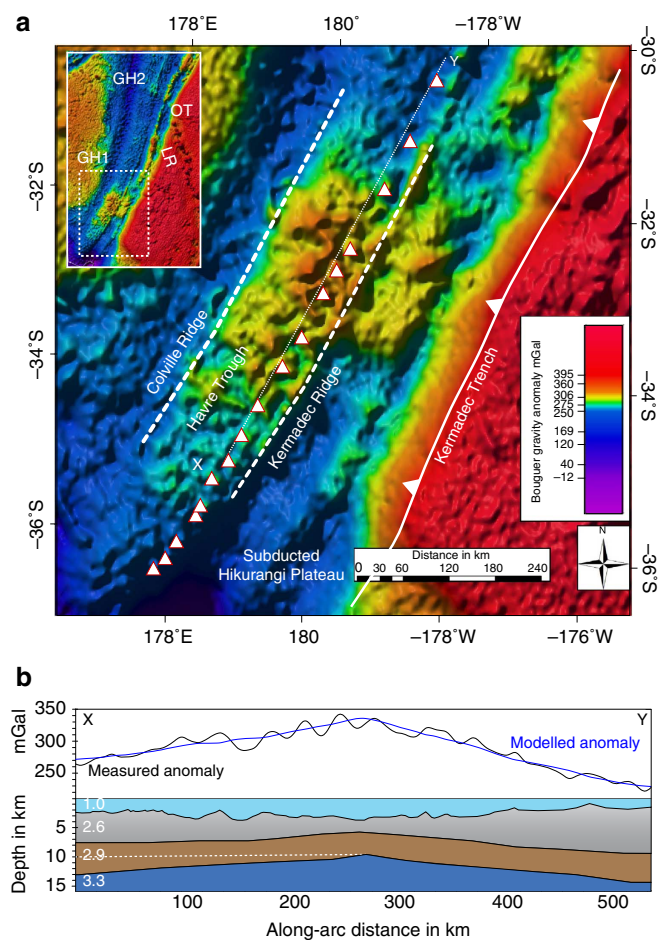 a
178°E
180
−178°W
−30°S
GH2
OT
LR
GH1
Y
−32°S
−32°S
Colville Ridge
Havre Trough
Kermadec Ridge
Kermadec Trench
−34°S
−34°S
X
Bouguer gravity anomaly mGal
395
360
306
275
250
169
120
40
−12
−36°S
−36°S
Subducted
Hikurangi Plateau
Distance in km
0 30 60 120 180 240
N
178°E
180
−178°W
−176°W
b
350
300
250
mGal
X
Y
Measured anomaly
Modelled anomaly
Depth in km
5
10
15
1.0
2.6
2.9
3.3
100
200
300
400
500
Along-arc distance in km